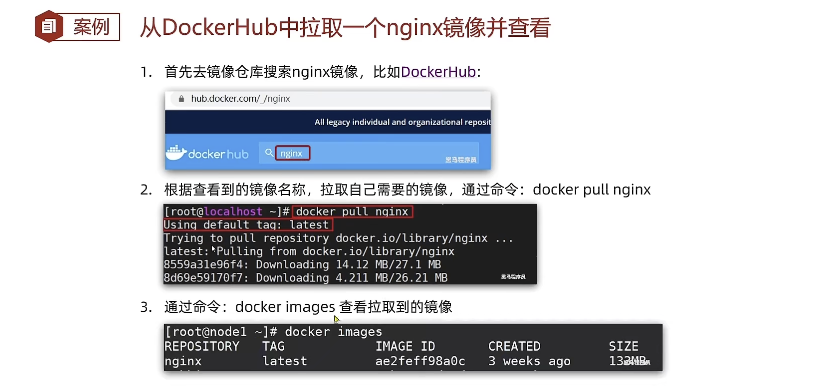 案例 从DockerHub中拉取一个nginx镜像并查看
1. 首先去镜像仓库搜索nginx镜像，比如DockerHub：
hub.docker.com/_/nginx
All legacy individual and organizational reposit
dockerhub nginx
黑马程序员
2. 根据查看到的镜像名称，拉取自己需要的镜像，通过命令：docker pull nginx
[root@localhost ~]# docker pull nginx
Using default tag: latest
Trying to pull repository docker.io/library/nginx ...
latest: Pulling from docker.io/library/nginx
8559a31e96f4: Downloading 14.12 MB/27.1 MB
8d69e59170f7: Downloading 4.211 MB/26.21 MB
黑马程序员
3. 通过命令：docker images 查看拉取到的镜像
[root@node1 ~]# docker images
REPOSITORY TAG IMAGE ID CREATED SIZE
nginx latest ae2feff98a0c 3 weeks ago 133MB